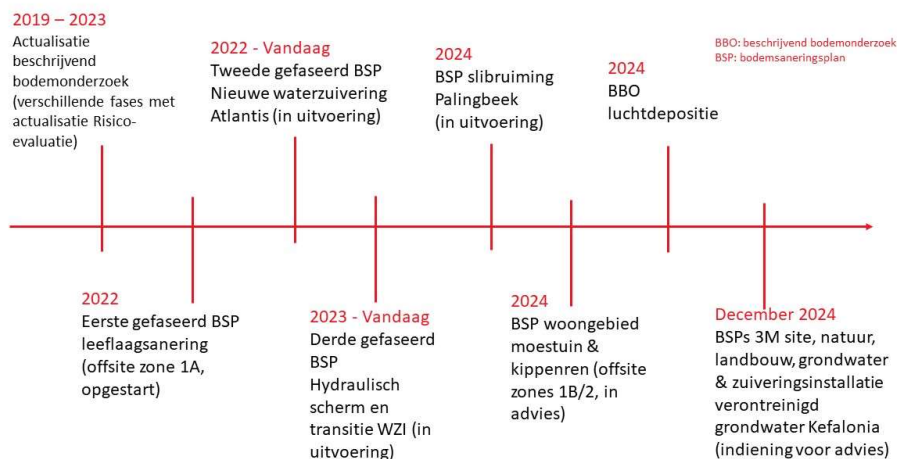 2019 – 2023
Actualisatie
beschrijvend
bodemonderzoek
(verschillende fases met
actualisatie Risico-
evaluatie)
2022
Eerste gefaseerd BSP
leeflaagsanering
(offsite zone 1A,
opgestart)
2022 - Vandaag
Tweede gefaseerd BSP
Nieuwe waterzuivering
Atlantis (in uitvoering)
2023 - Vandaag
Derde gefaseerd
BSP
Hydraulisch
scherm en
transitie WZI (in
uitvoering)
2024
BSP slibruiming
Palingbeek
(in uitvoering)
2024
BSP woongebied
moestuin &
kippenren (offsite
zones 1B/2, in
advies)
2024
BBO
luchtdepositie
December 2024
BSPs 3M site, natuur,
landbouw, grondwater
& zuiveringsinstallatie
verontreinigd
grondwater Kefalonia
(indiening voor advies)
BBO: beschrijvend bodemonderzoek
BSP: bodemsaneringsplan